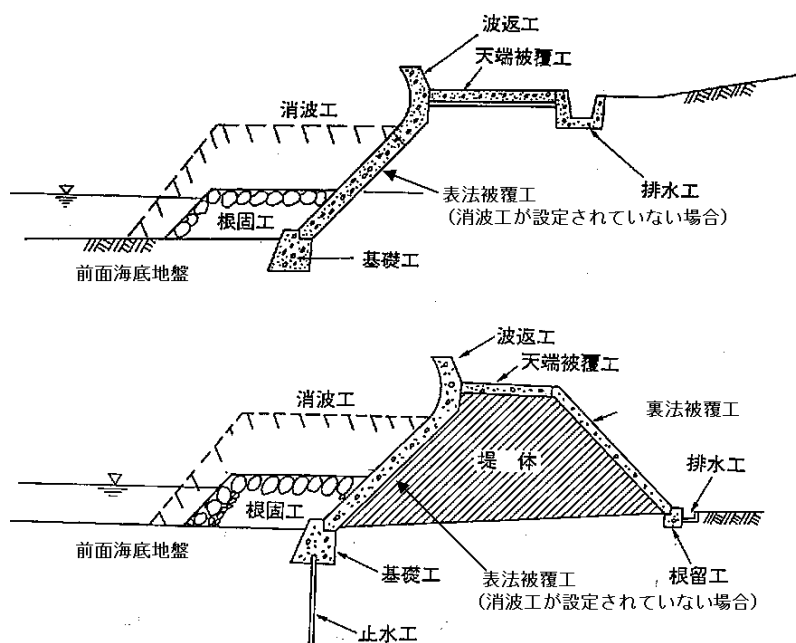 波返工
天端被覆工
消波工
表法被覆工
(消波工が設定されていない場合)
排水工
根固工
基礎工
前面海底地盤
波返工
天端被覆工
消波工
裏法被覆工
堤 体
排水工
根固工
前面海底地盤
基礎工
表法被覆工
(消波工が設定されていない場合)
根留工
止水工